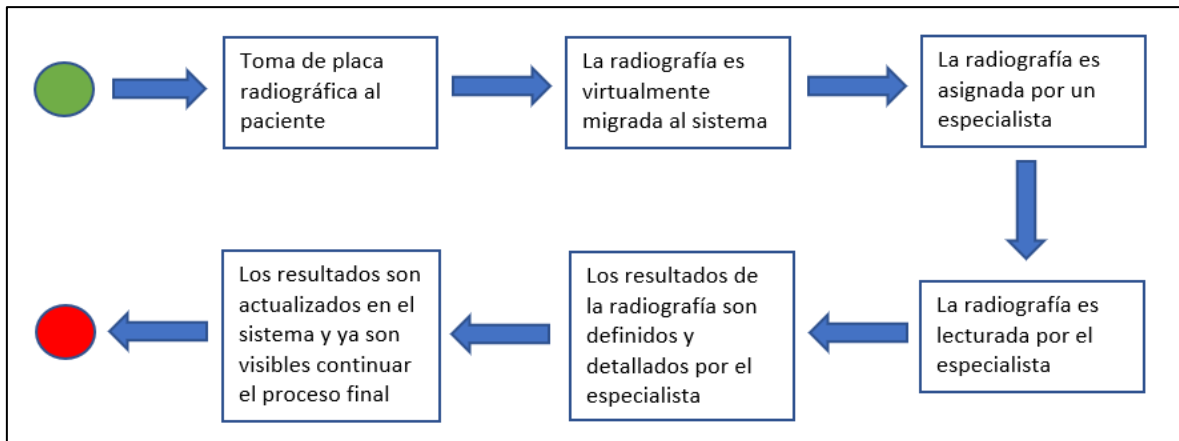 Toma de placa
radiográfica al
paciente
La radiografía es
virtualmente
migrada al sistema
La radiografía es
asignada por un
especialista
La radiografía es
lecturada por el
especialista
Los resultados de
la radiografía son
definidos y
detallados por el
especialista
Los resultados son
actualizados en el
sistema y ya son
visibles continuar
el proceso final